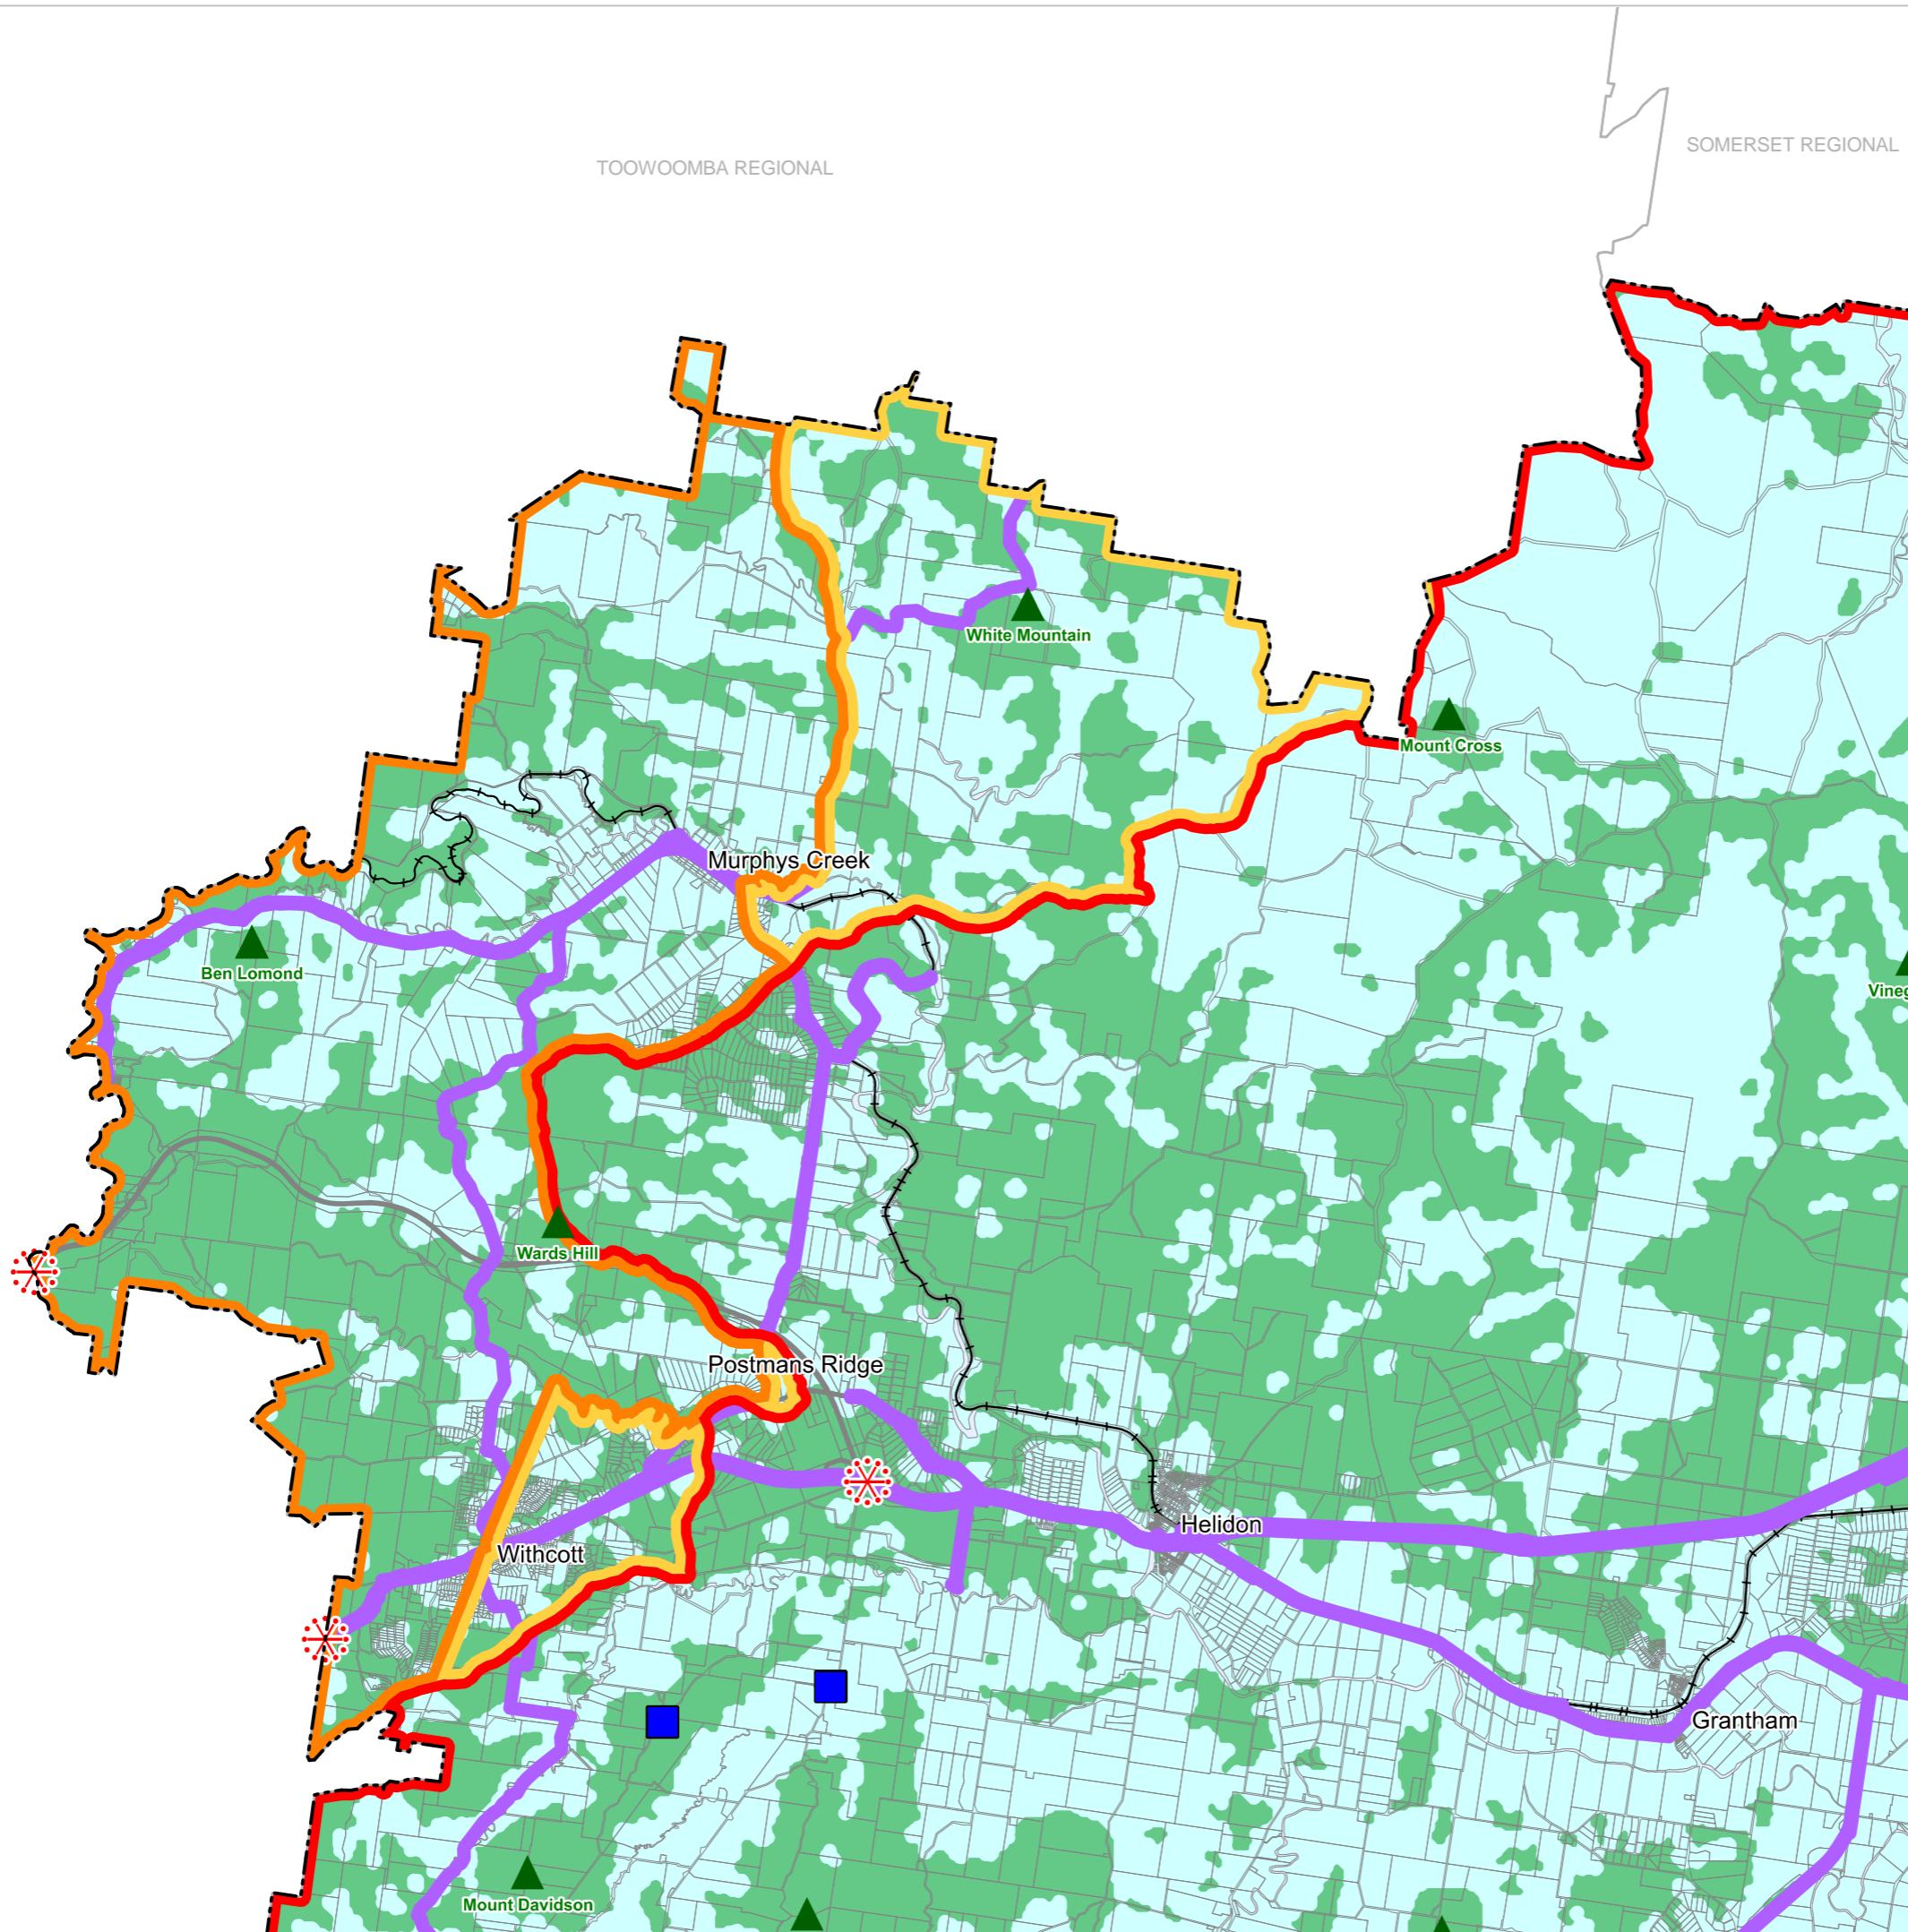 SOMERSET REGIONAL
TOOWOOMBA REGIONAL
White Mountain
Mount Cross
Murphys Creek
Ben Lomond
Vineg
Wards Hill
Postmans Ridge
Helidon
Withcott
Grantham
Mount Davidson